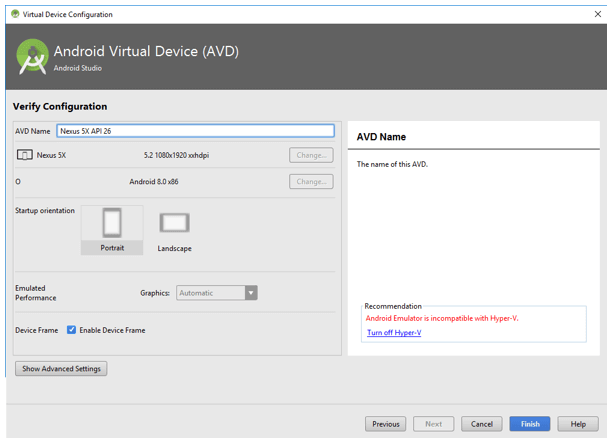 Virtual Device Configuration
Android Virtual Device (AVD)
Android Studio
Verify Configuration
AVD Name Nexus 5X API 26
Nexus 5X 5.2 1080x1920 xxhdpi Change...
O Android 8.0 x86 Change...
Startup orientation
Portrait Landscape
Emulated
Performance Graphics: Automatic
Device Frame Enable Device Frame
Show Advanced Settings
AVD Name
The name of this AVD.
Recommendation
Android Emulator is incompatible with Hyper-V.
Turn off Hyper-V
Previous Next Cancel Finish Help